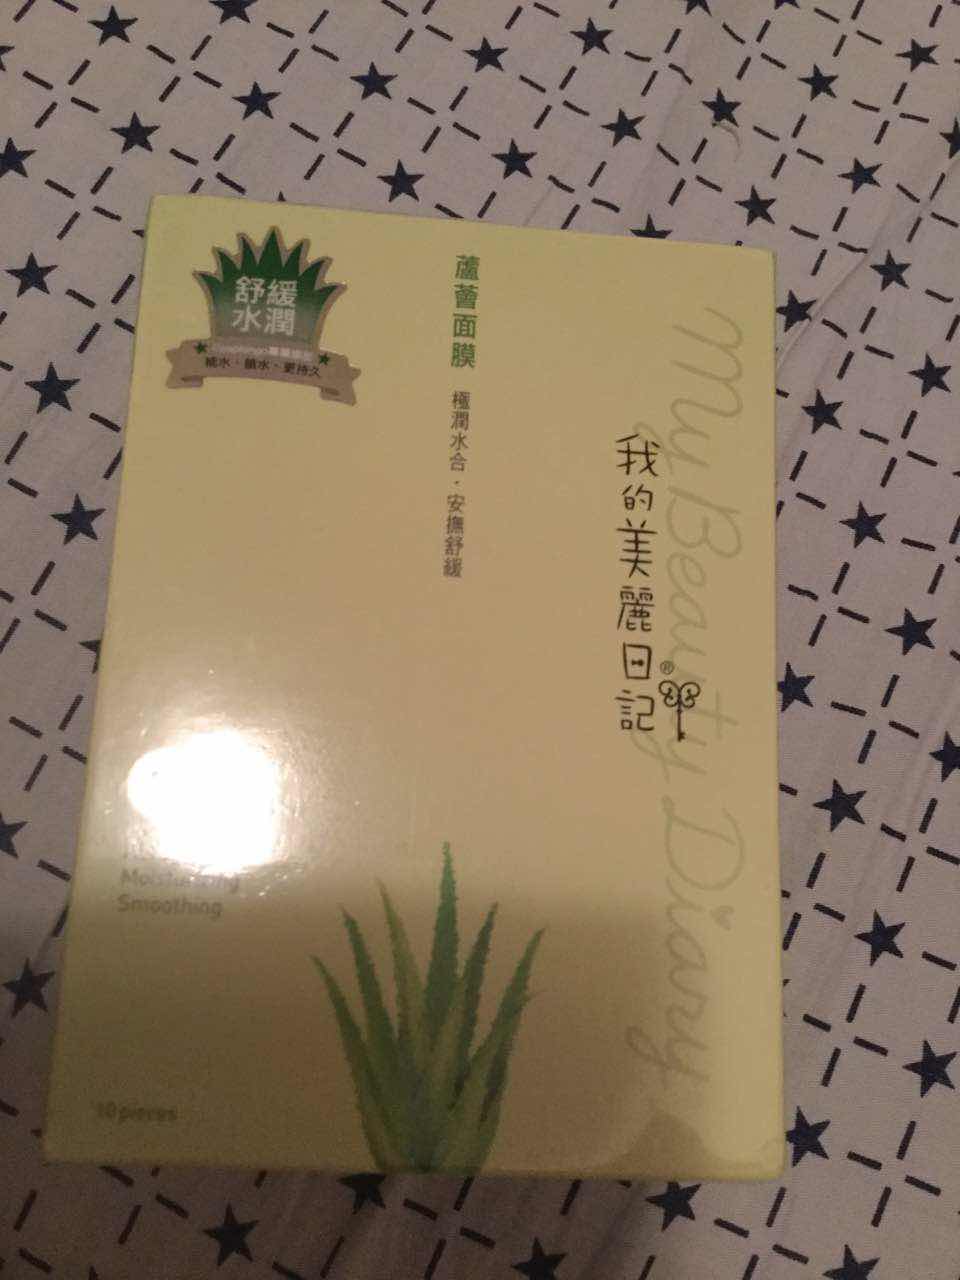 舒緩
水潤
補水·鎖水·更持久
蘆薈面膜
極潤水合·安撫舒緩
My Beauty Diary
我的美麗日記®
Moisturizing
Smoothing
10 pieces